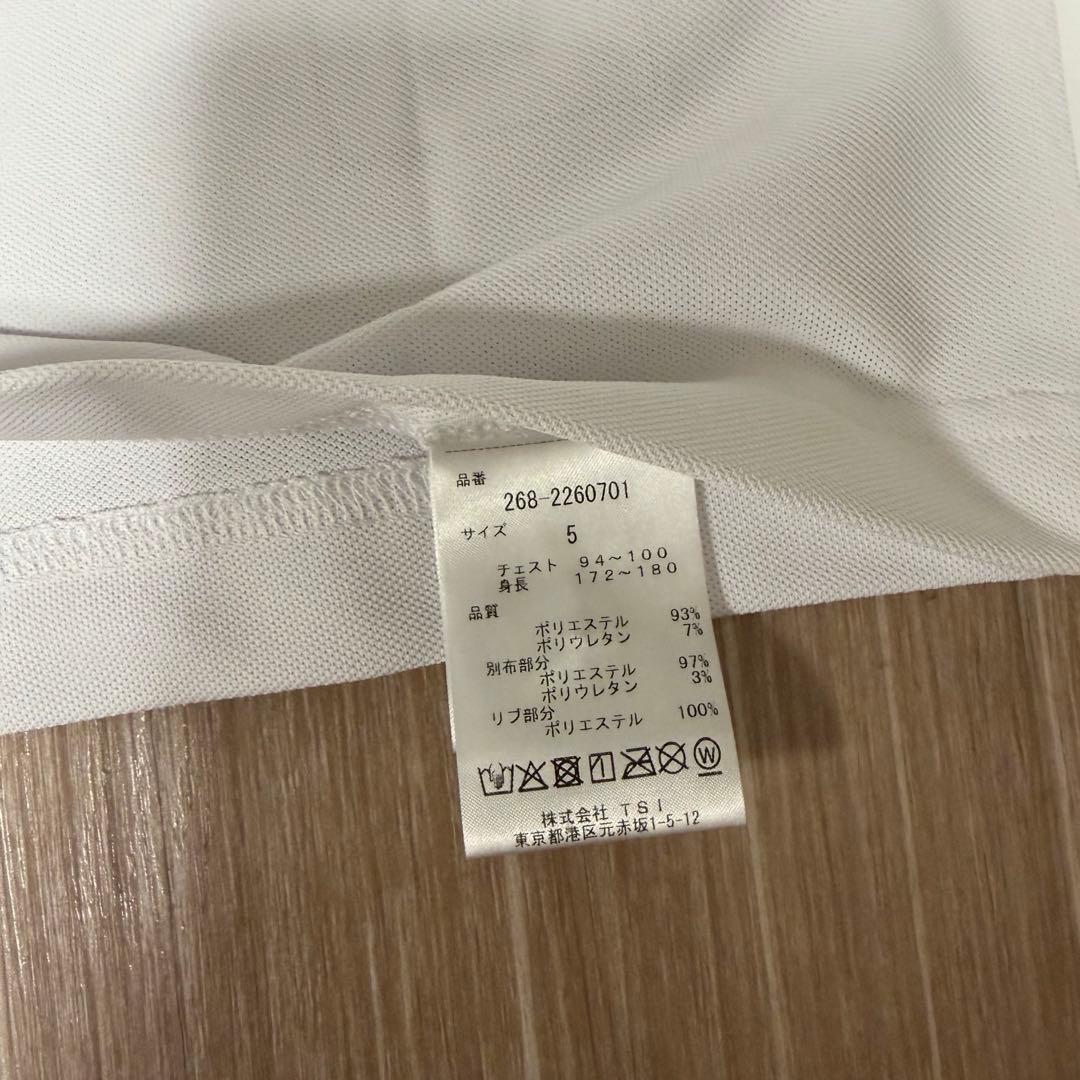 品番
268-2260701
サイズ 5
チェスト 94～100
身長 172～180
品質
ポリエステル 93%
ポリウレタン 7%
別布部分
ポリエステル 97%
ポリウレタン 3%
リブ部分
ポリエステル 100%
W
株式会社 TSI
東京都港区元赤坂1-5-12